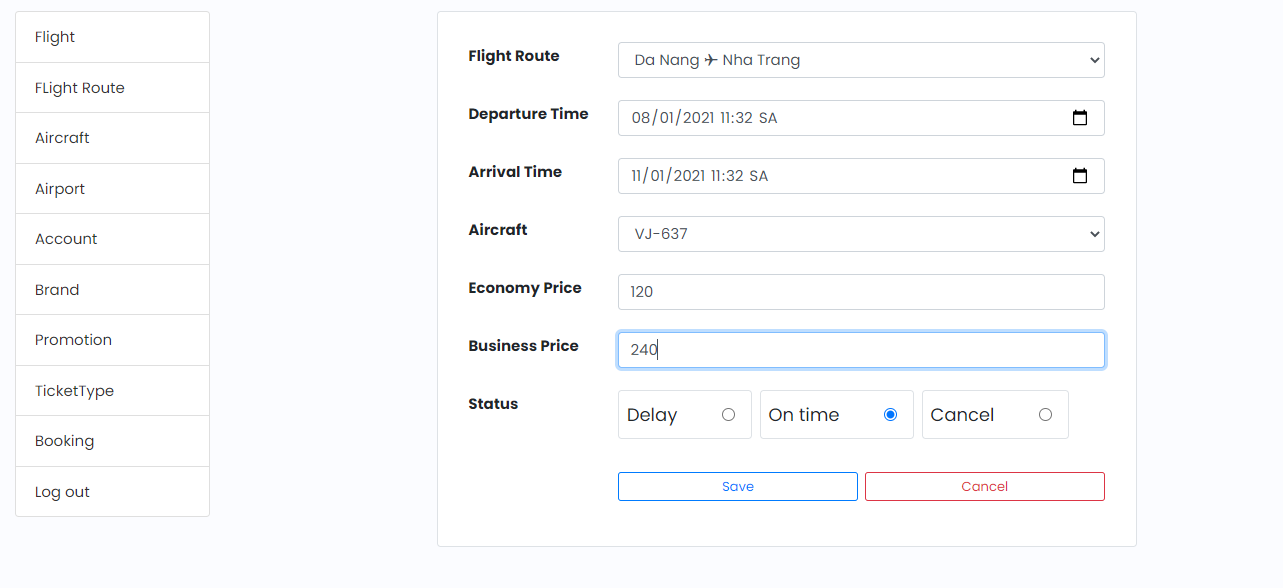 Flight
FLight Route
Aircraft
Airport
Account
Brand
Promotion
TicketType
Booking
Log out
Flight Route
Da Nang ✈ Nha Trang
Departure Time
08/01/2021 11:32 SA
Arrival Time
11/01/2021 11:32 SA
Aircraft
VJ-637
Economy Price
120
Business Price
240
Status
Delay On time Cancel
Save Cancel